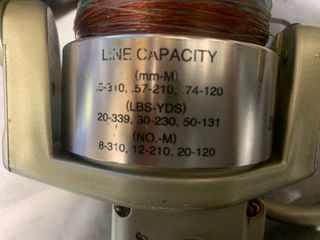 LINE CAPACITY
(mm-M)
.5-310, .57-210, .74-120
(LBS-YDS)
20-339, 30-230, 50-131
(NO.-M)
8-310, 12-210, 20-120